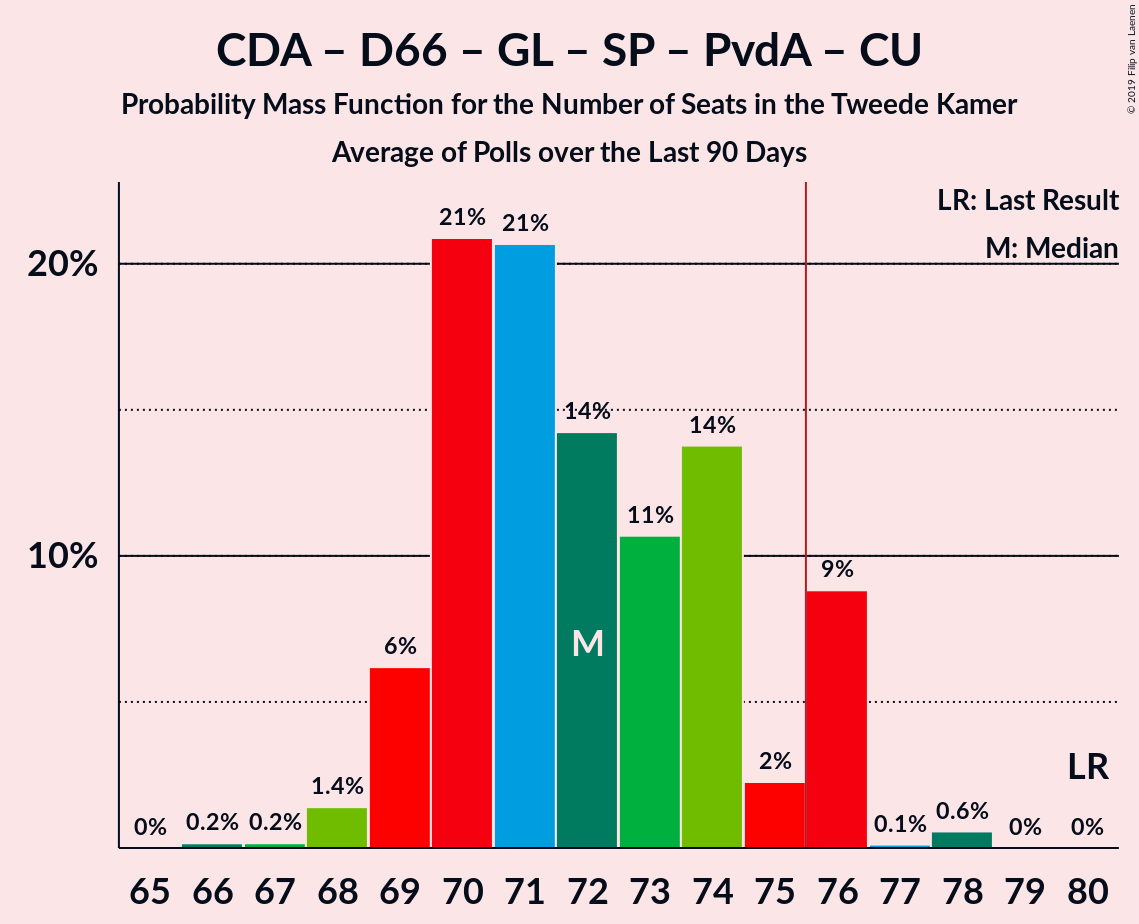 CDA – D66 – GL – SP – PvdA – CU
Probability Mass Function for the Number of Seats in the Tweede Kamer
Average of Polls over the Last 90 Days
© 2019 Filip van Laenen
LR: Last Result
M: Median
20%
10%
0%
0.2%
0.2%
1.4%
6%
21%
21%
14%
11%
14%
2%
9%
0.1%
0.6%
0%
0%
M
LR
65 66 67 68 69 70 71 72 73 74 75 76 77 78 79 80